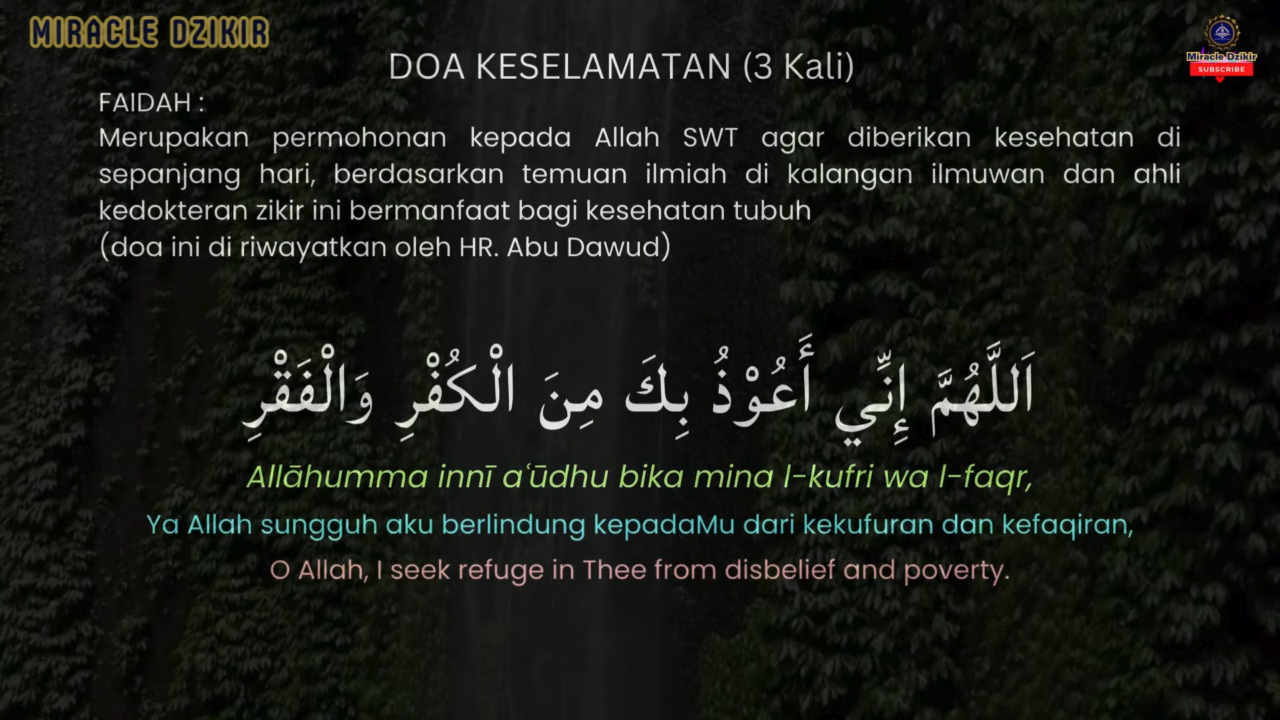 MIRACLE DZIKIR
Miracle Dzikir
SUBSCRIBE
DOA KESELAMATAN (3 Kali)
FAIDAH :
Merupakan permohonan kepada Allah SWT agar diberikan kesehatan di
sepanjang hari, berdasarkan temuan ilmiah di kalangan ilmuwan dan ahli
kedokteran zikir ini bermanfaat bagi kesehatan tubuh
(doa ini di riwayatkan oleh HR. Abu Dawud)
اَللَّهُمَّ إِنِّي أَعُوْذُ بِكَ مِنَ الْكُفْرِ وَالْفَقْرِ
Allāhumma innī aʿūdhu bika mina l-kufri wa l-faqr,
Ya Allah sungguh aku berlindung kepadaMu dari kekufuran dan kefaqiran,
O Allah, I seek refuge in Thee from disbelief and poverty.